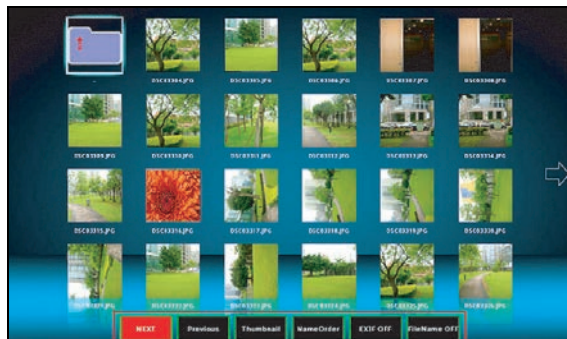 DSC03304.JPG DSC03305.JPG DSC03306.JPG DSC03307.JPG DSC03308.JPG
DSC03309.JPG DSC03310.JPG DSC03311.JPG DSC03312.JPG DSC03313.JPG DSC03314.JPG
DSC03315.JPG DSC03316.JPG DSC03317.JPG DSC03318.JPG DSC03319.JPG DSC03320.JPG
NEXT Previous Thumbnail NameOrder EXIF OFF FileName OFF